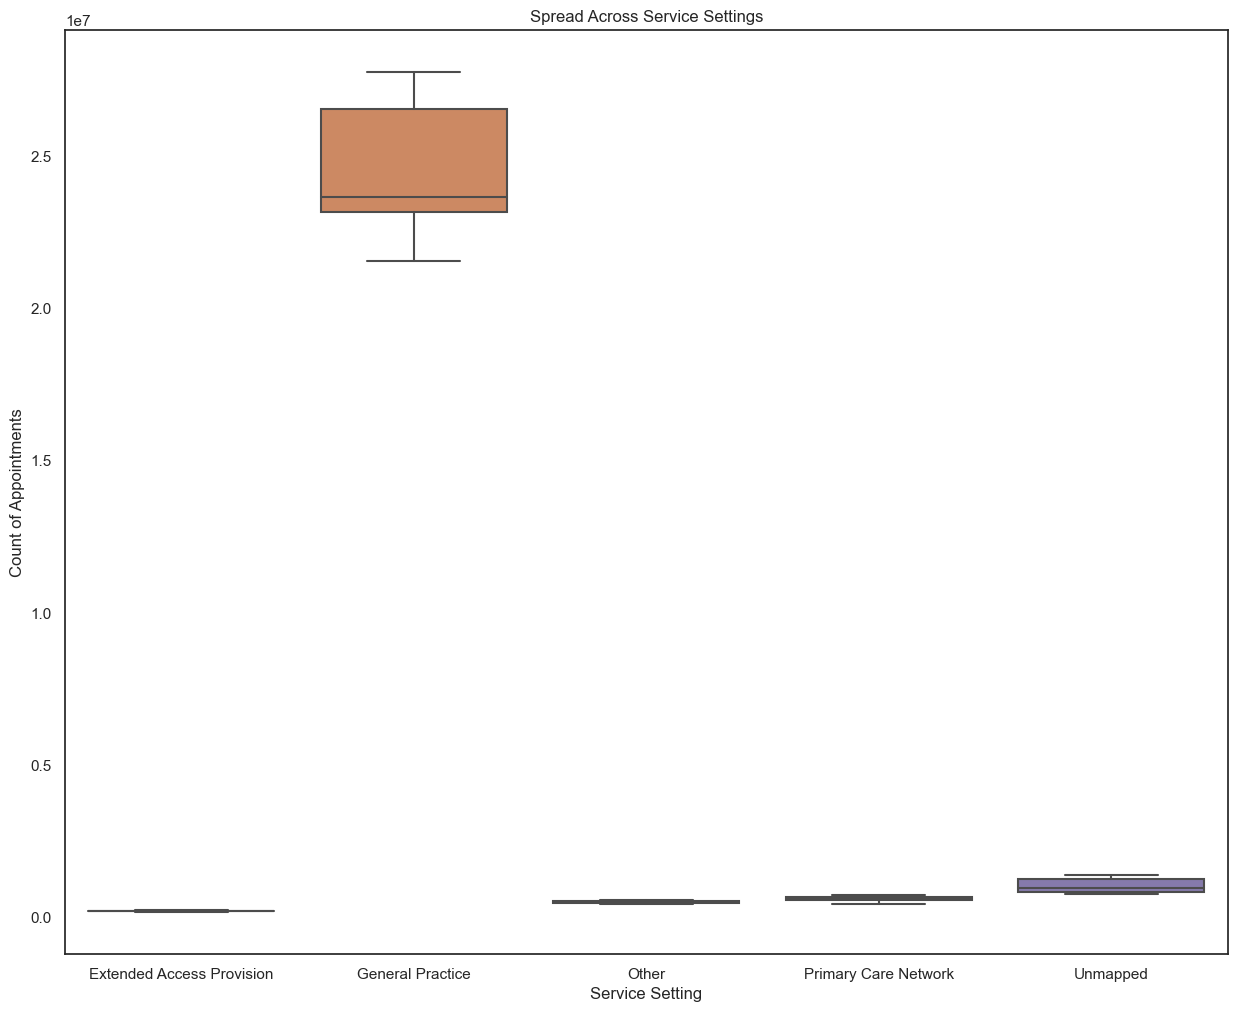 Spread Across Service Settings
1e7
2.5
2.0
1.5
1.0
0.5
0.0
Count of Appointments
Extended Access Provision
General Practice
Other
Primary Care Network
Unmapped
Service Setting